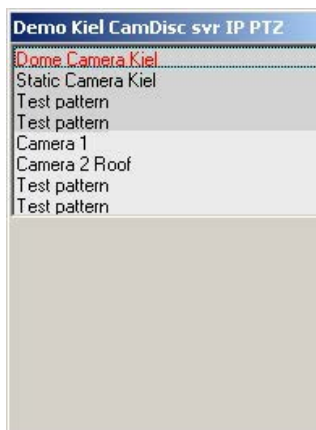 Demo Kiel CamDisc svr IP PTZ
Dome Camera Kiel
Static Camera Kiel
Test pattern
Test pattern
Camera 1
Camera 2 Roof
Test pattern
Test pattern